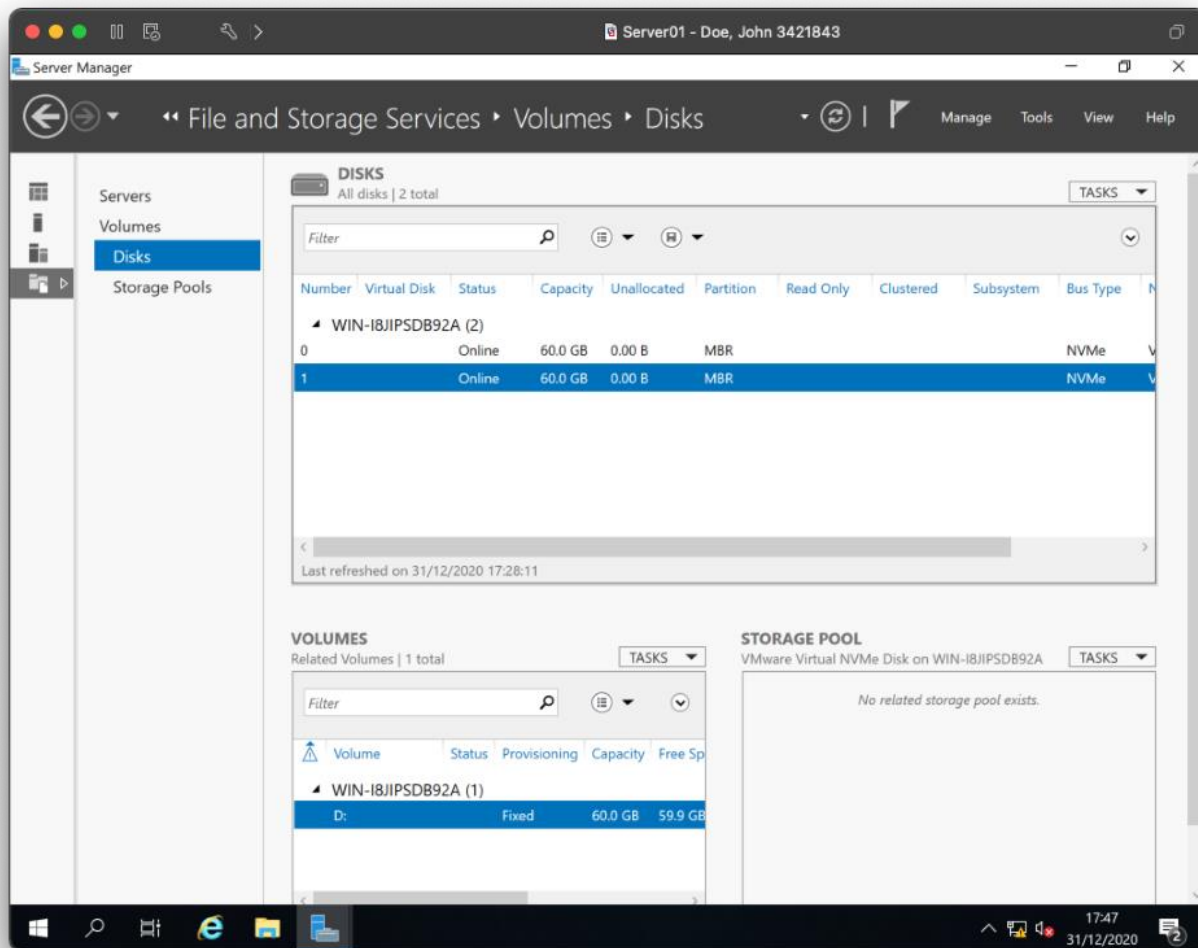 Server01 - Doe, John 3421843
Server Manager
File and Storage Services Volumes Disks
Manage Tools View Help
Servers
Volumes
Disks
Storage Pools
DISKS
All disks | 2 total
TASKS
Filter
Number Virtual Disk Status Capacity Unallocated Partition Read Only Clustered Subsystem Bus Type N
WIN-I8JIPSDB92A (2)
0 Online 60.0 GB 0.00 B MBR NVMe V
1 Online 60.0 GB 0.00 B MBR NVMe V
Last refreshed on 31/12/2020 17:28:11
VOLUMES
Related Volumes | 1 total
TASKS
Filter
Volume Status Provisioning Capacity Free Sp
WIN-I8JIPSDB92A (1)
D: Fixed 60.0 GB 59.9 GB
STORAGE POOL
VMware Virtual NVMe Disk on WIN-I8JIPSDB92A
TASKS
No related storage pool exists.
17:47
31/12/2020
2